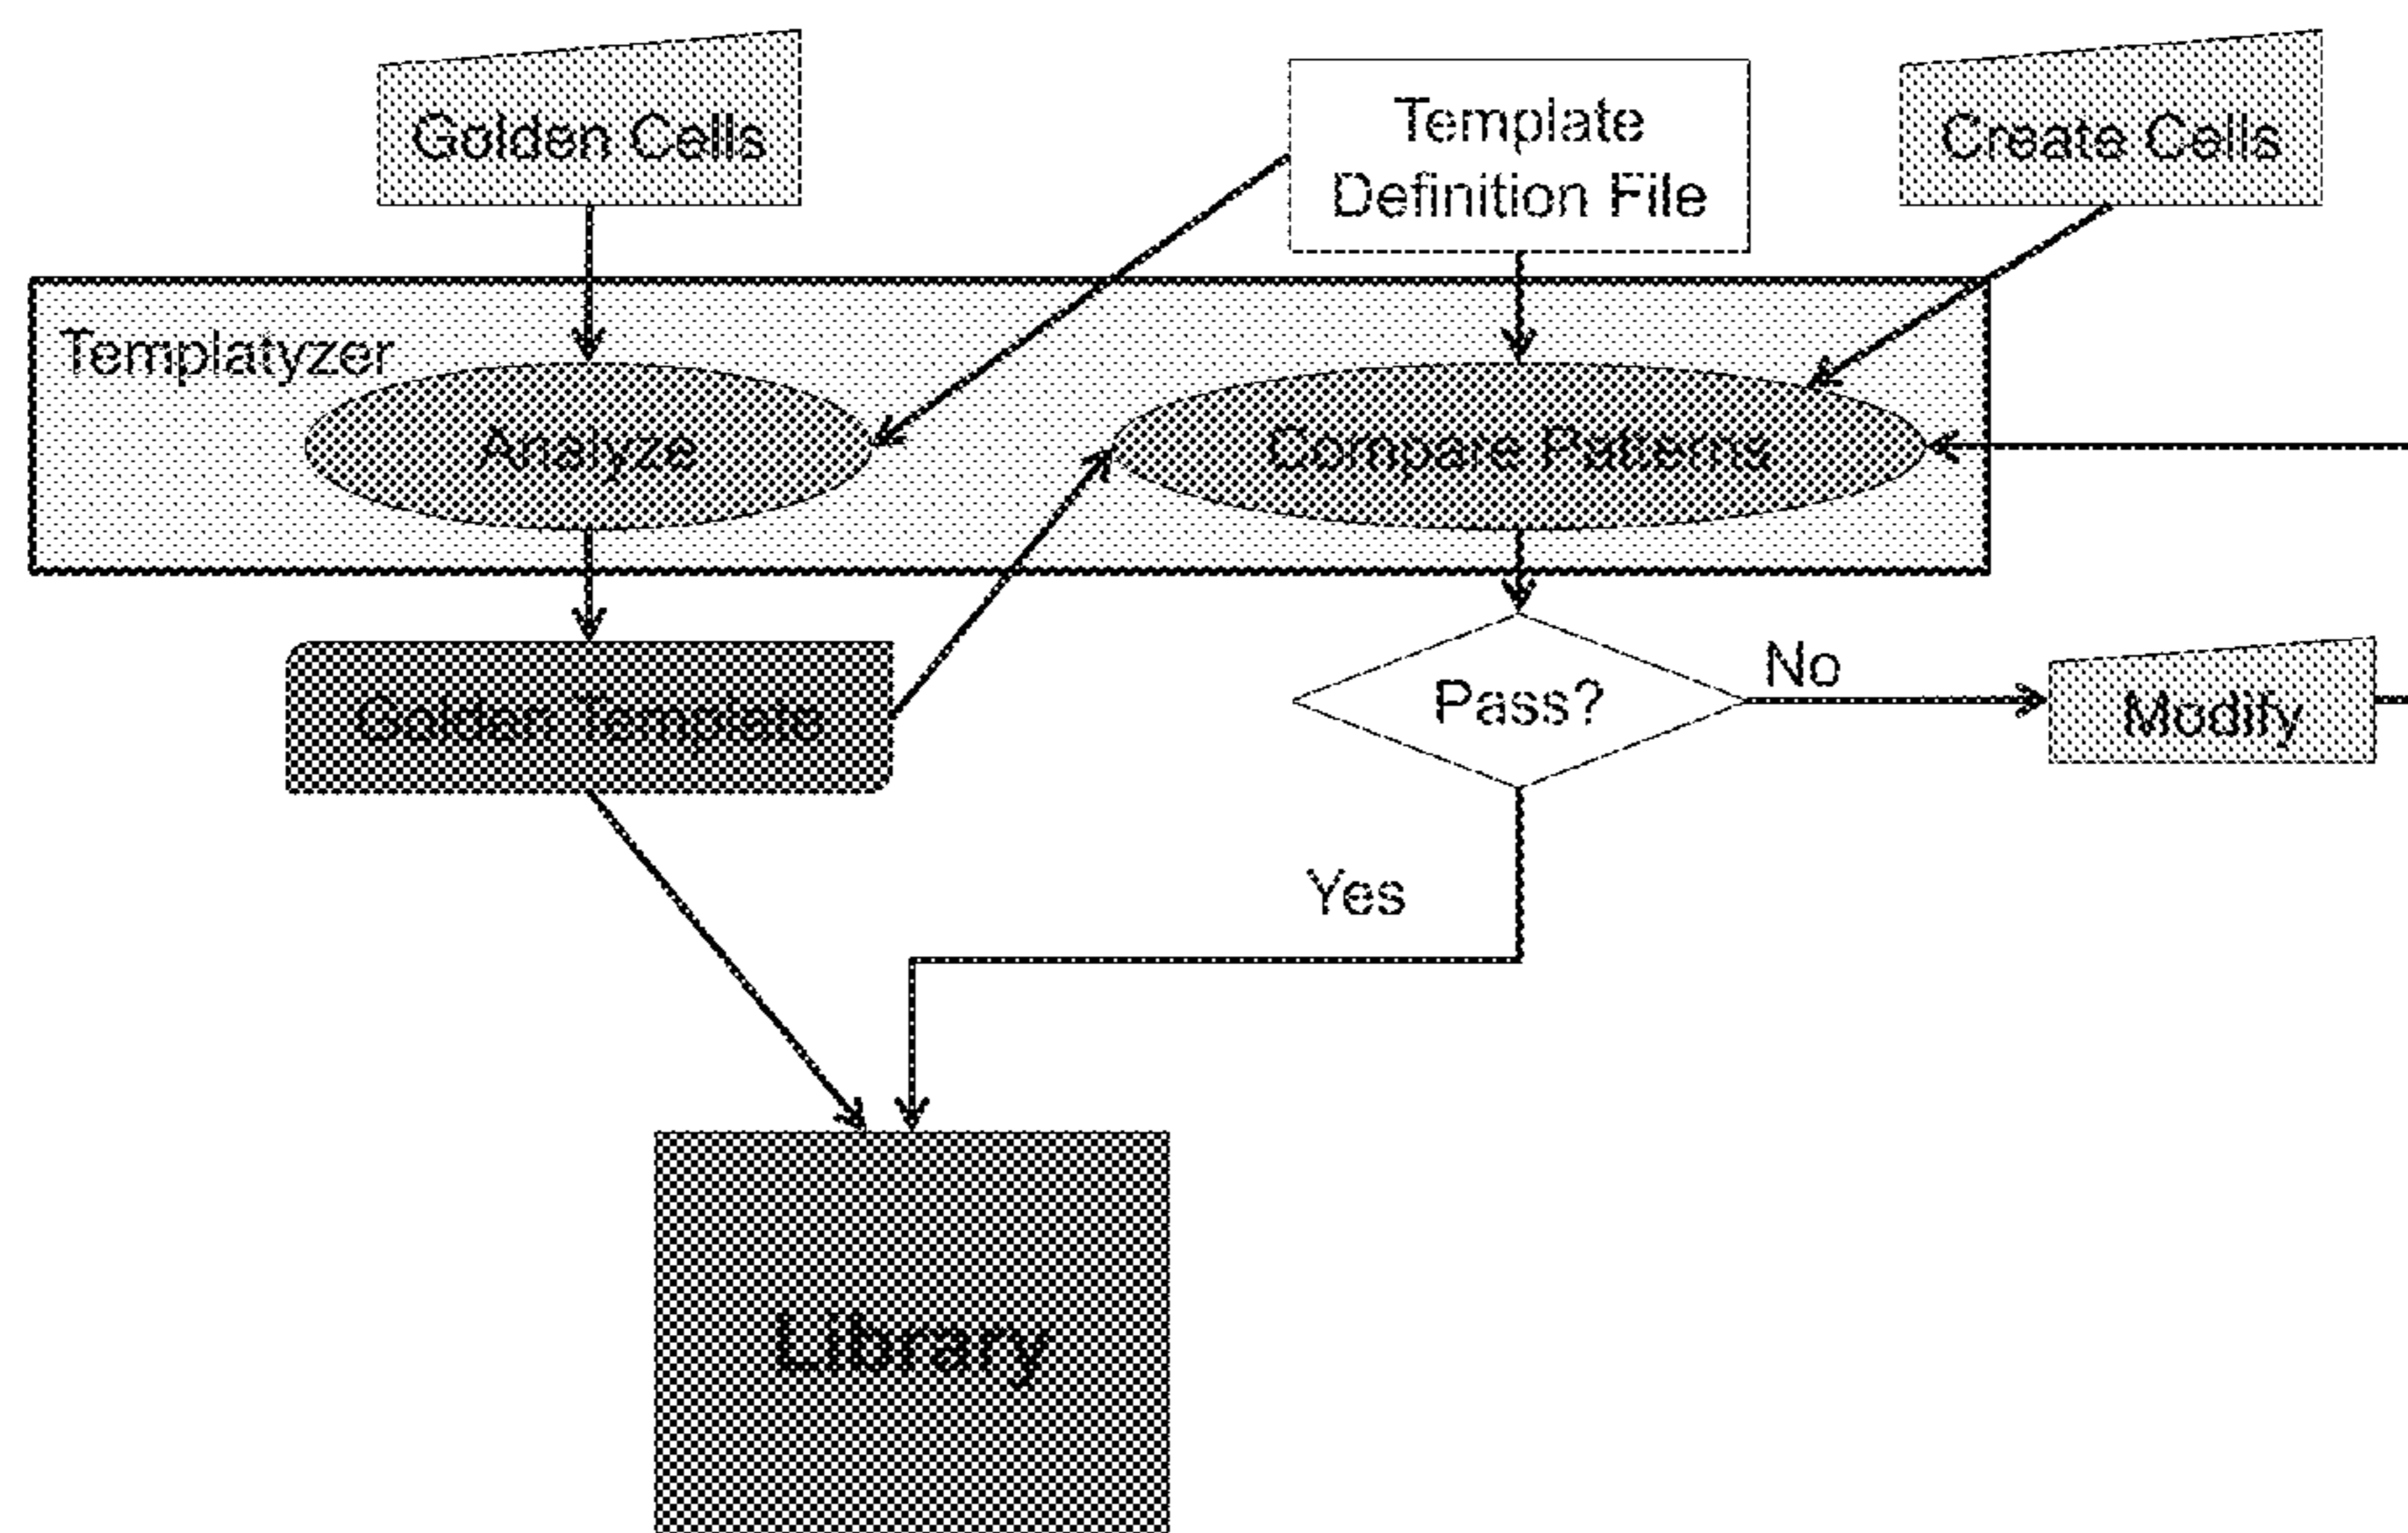 Golden Cells
Template
Definition File
Create Cells
Templatyzer
Analyze
Compare Patterns
Golden Template
Pass?
No
Modify
Yes
Library